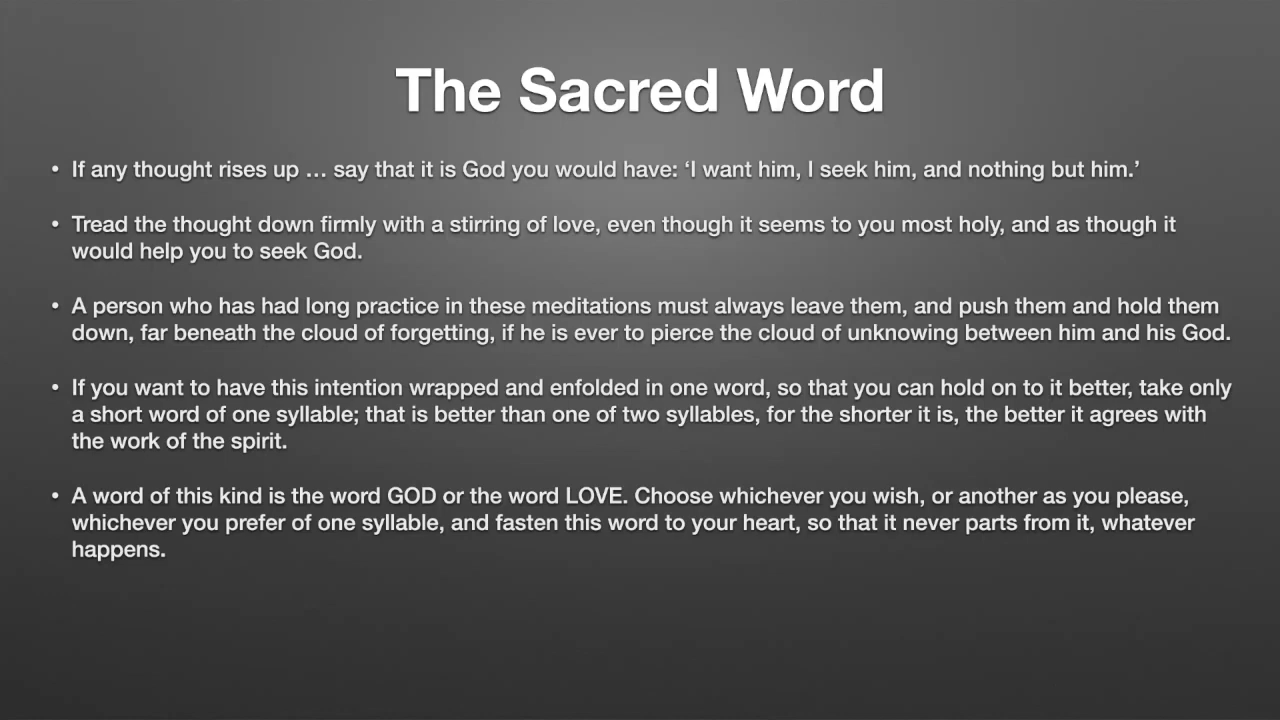 The Sacred Word
• If any thought rises up … say that it is God you would have: ‘I want him, I seek him, and nothing but him.’
• Tread the thought down firmly with a stirring of love, even though it seems to you most holy, and as though it
would help you to seek God.
• A person who has had long practice in these meditations must always leave them, and push them and hold them
down, far beneath the cloud of forgetting, if he is ever to pierce the cloud of unknowing between him and his God.
• If you want to have this intention wrapped and enfolded in one word, so that you can hold on to it better, take only
a short word of one syllable; that is better than one of two syllables, for the shorter it is, the better it agrees with
the work of the spirit.
• A word of this kind is the word GOD or the word LOVE. Choose whichever you wish, or another as you please,
whichever you prefer of one syllable, and fasten this word to your heart, so that it never parts from it, whatever
happens.